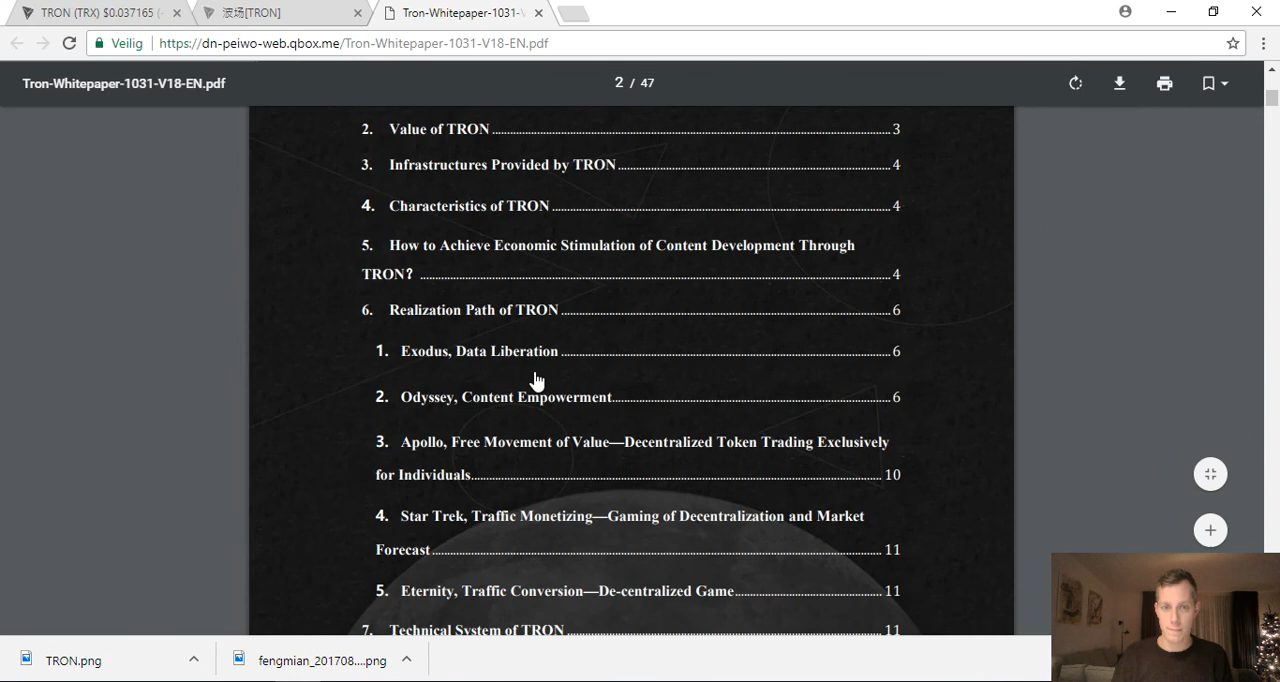 TRON (TRX) $0.037165 (
波场[TRON]
Tron-Whitepaper-1031-V
Veilig
https://dn-peiwo-web.qbox.me/Tron-Whitepaper-1031-V18-EN.pdf
Tron-Whitepaper-1031-V18-EN.pdf
2 / 47
2. Value of TRON 3
3. Infrastructures Provided by TRON 4
4. Characteristics of TRON 4
5. How to Achieve Economic Stimulation of Content Development Through
TRON? 4
6. Realization Path of TRON 6
1. Exodus, Data Liberation 6
2. Odyssey, Content Empowerment 6
3. Apollo, Free Movement of Value—Decentralized Token Trading Exclusively
for Individuals 10
4. Star Trek, Traffic Monetizing—Gaming of Decentralization and Market
Forecast 11
5. Eternity, Traffic Conversion—De-centralized Game 11
7. Technical System of TRON 11
TRON.png
fengmian_201708....png